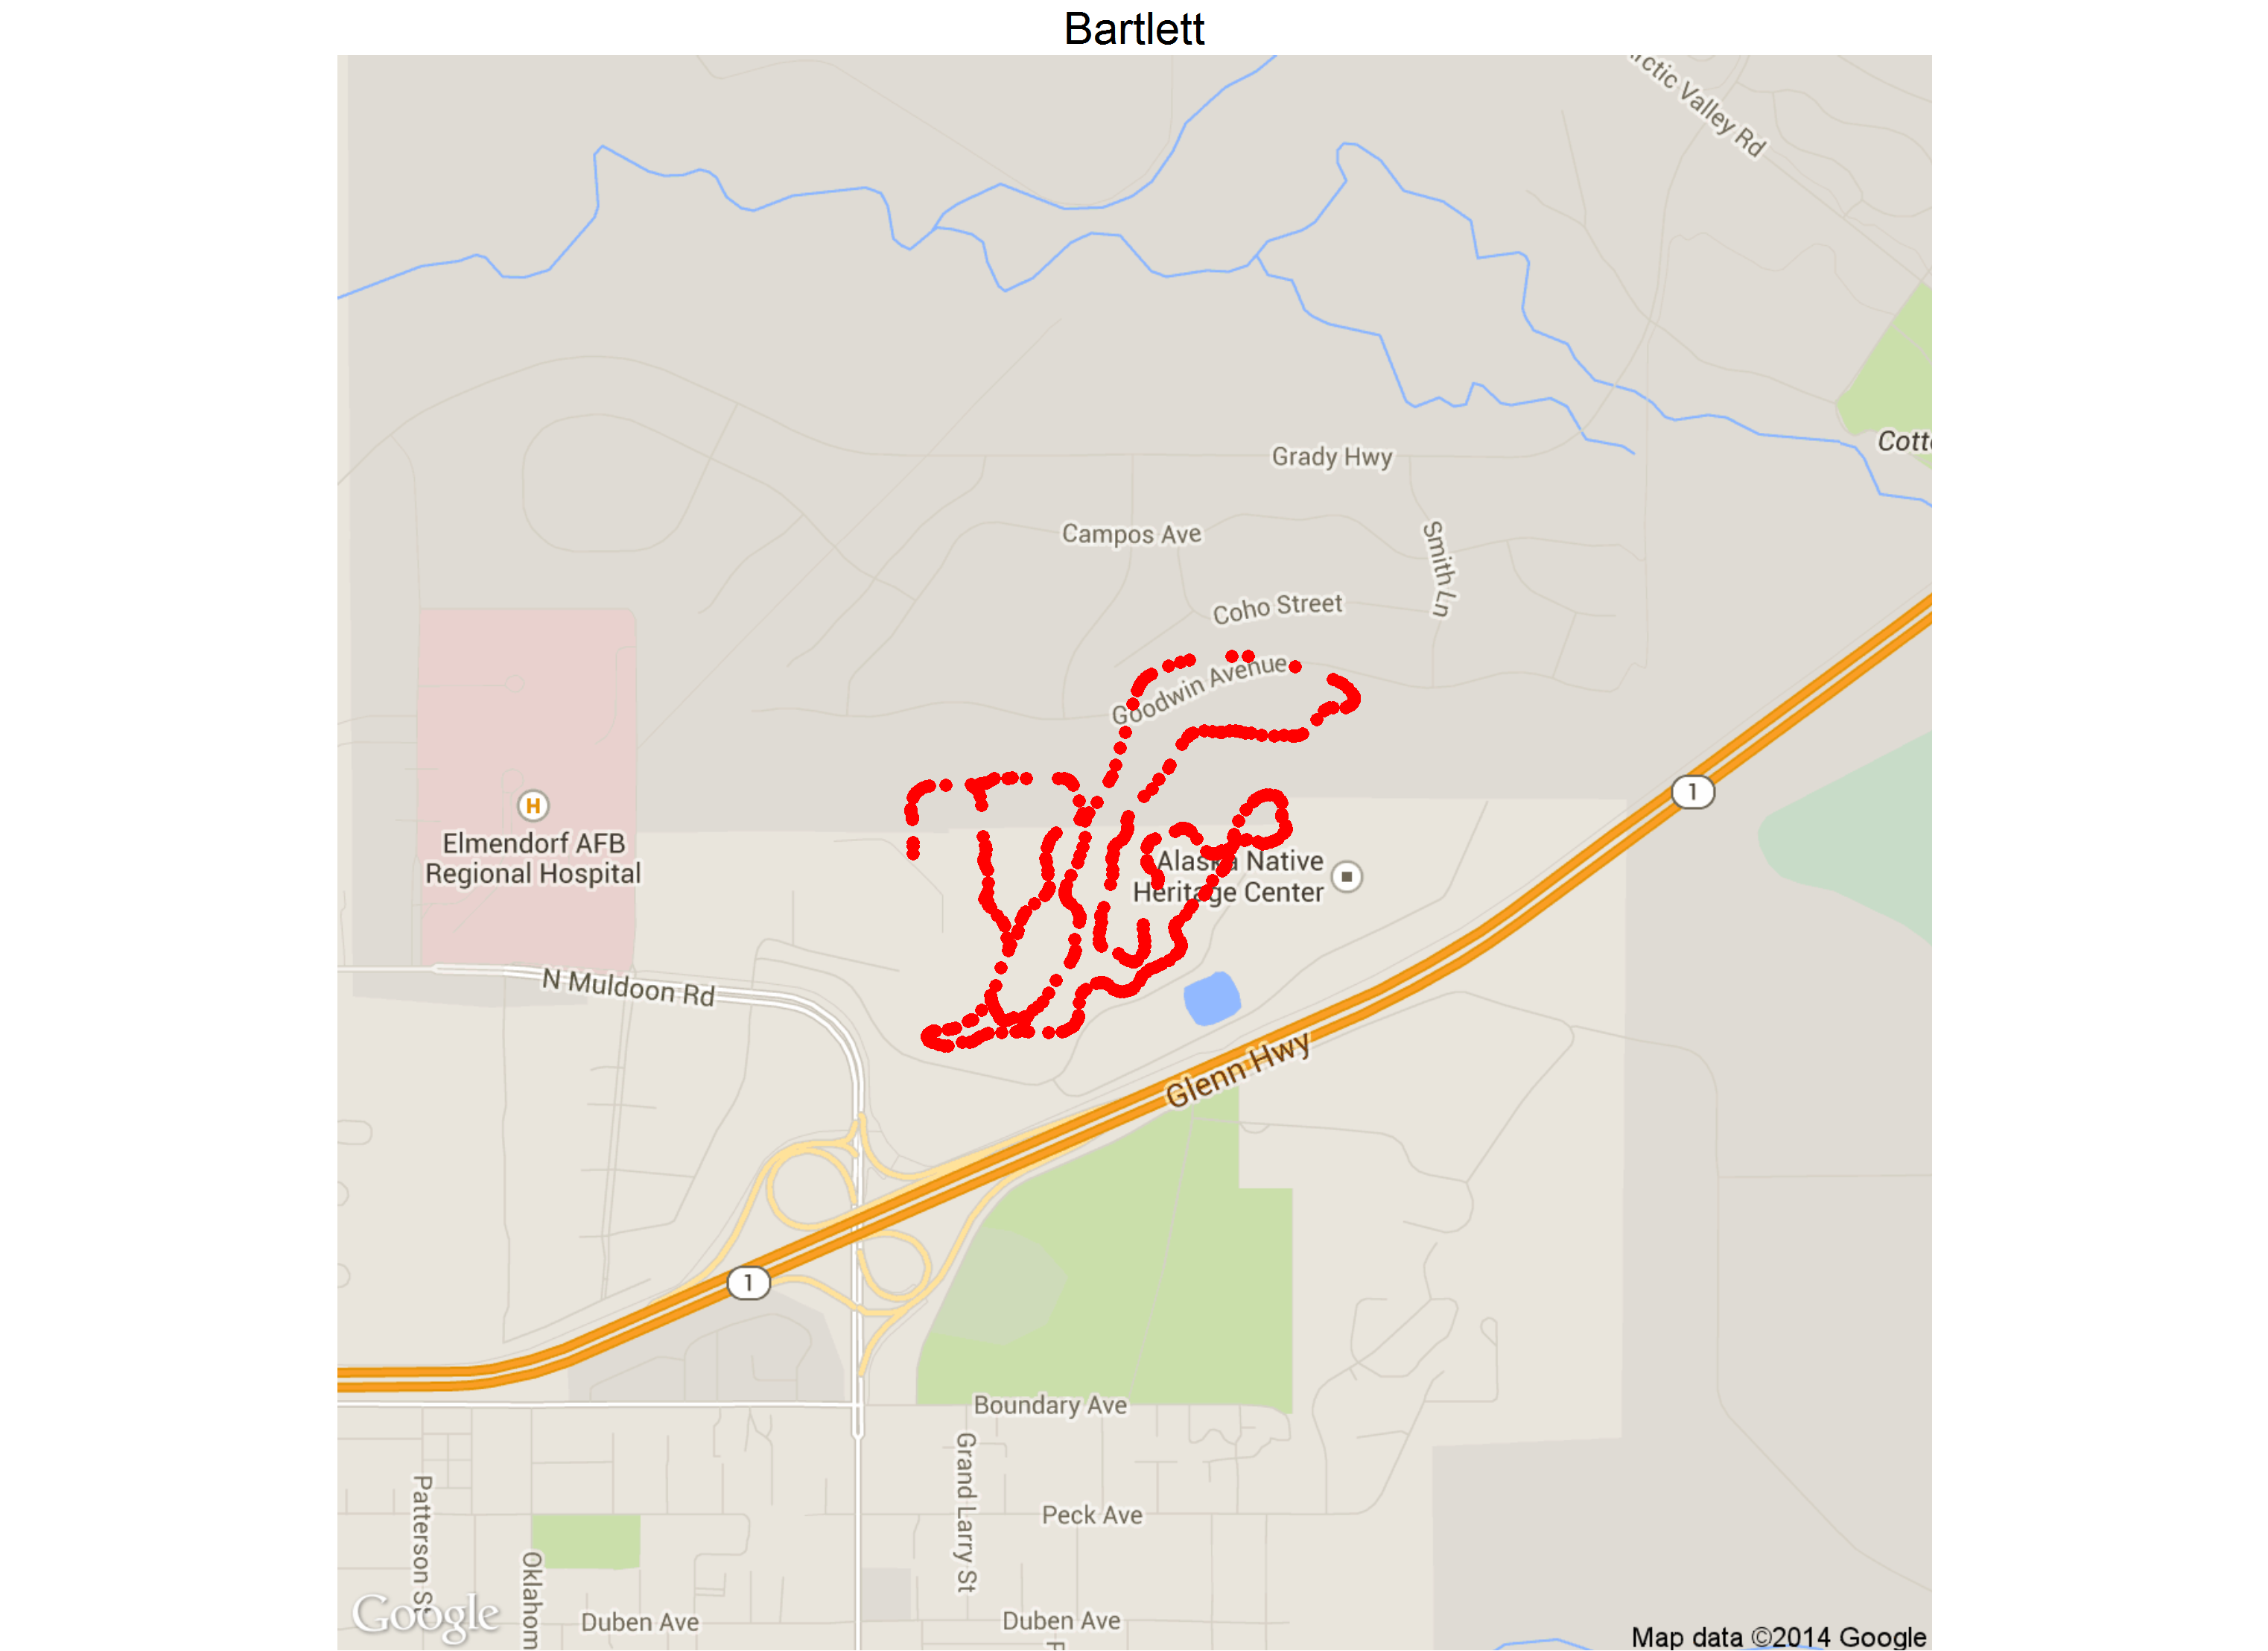 Bartlett
Arctic Valley Rd
Cott
Grady Hwy
Campos Ave
Smith Ln
Coho Street
Goodwin Avenue
1
H
Elmendorf AFB
Regional Hospital
Alaska Native
Heritage Center
N Muldoon Rd
Glenn Hwy
1
Boundary Ave
Grand Larry St
Patterson St
Peck Ave
Oklahom
Duben Ave
Duben Ave
Google
Map data ©2014 Google